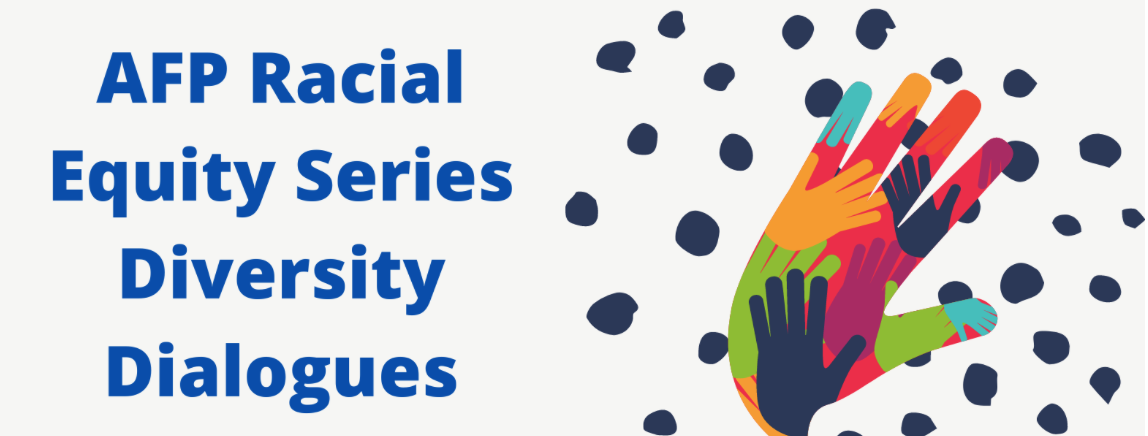 AFP Racial
Equity Series
Diversity
Dialogues